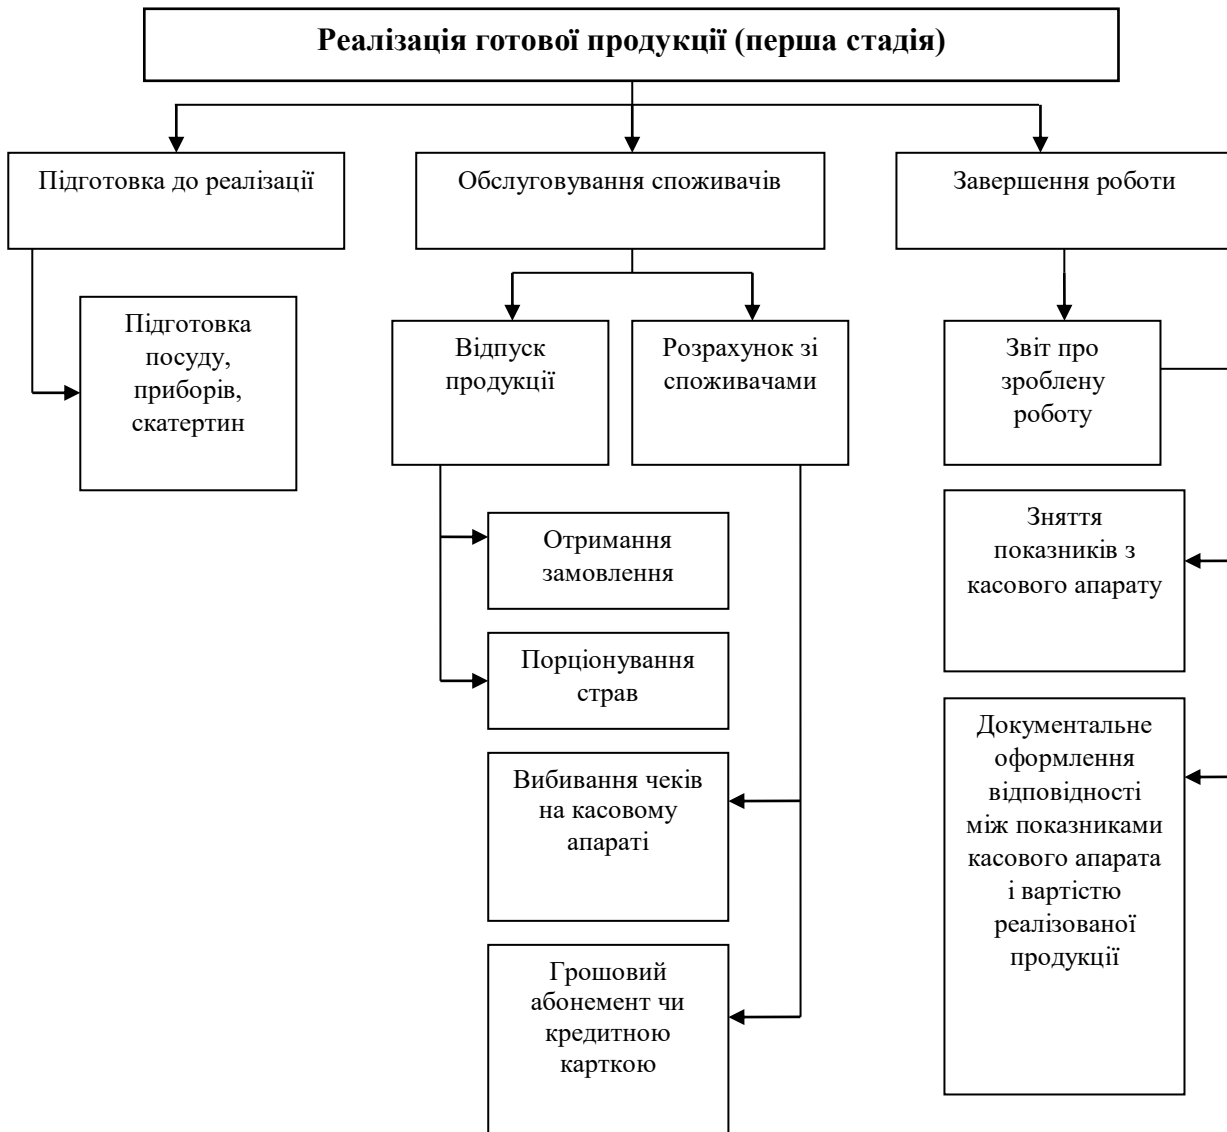 Реалізація готової продукції (перша стадія)
Підготовка до реалізації
Обслуговування споживачів
Завершення роботи
Підготовка
посуду,
приборів,
скатертин
Відпуск
продукції
Розрахунок зі
споживачами
Звіт про
зроблену
роботу
Отримання
замовлення
Порціонування
страв
Вибивання чеків
на касовому
апараті
Грошовий
абонемент чи
кредитною
карткою
Зняття
показників з
касового апарату
Документальне
оформлення
відповідності
між показниками
касового апарата
і вартістю
реалізованої
продукції